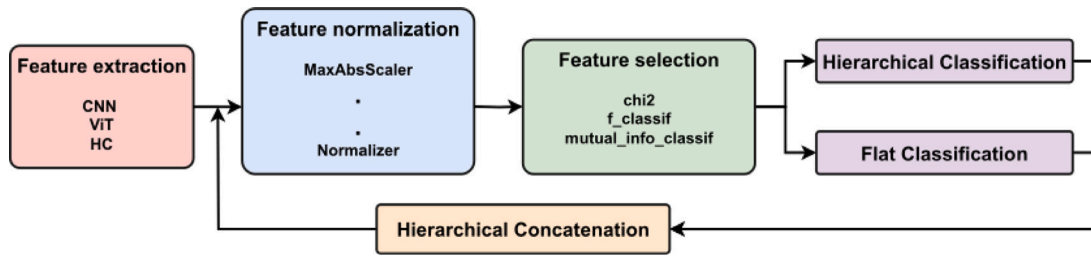 Feature extraction
CNN
ViT
HC
Feature normalization
MaxAbsScaler
.
.
Normalizer
Feature selection
chi2
f_classif
mutual_info_classif
Hierarchical Classification
Flat Classification
Hierarchical Concatenation